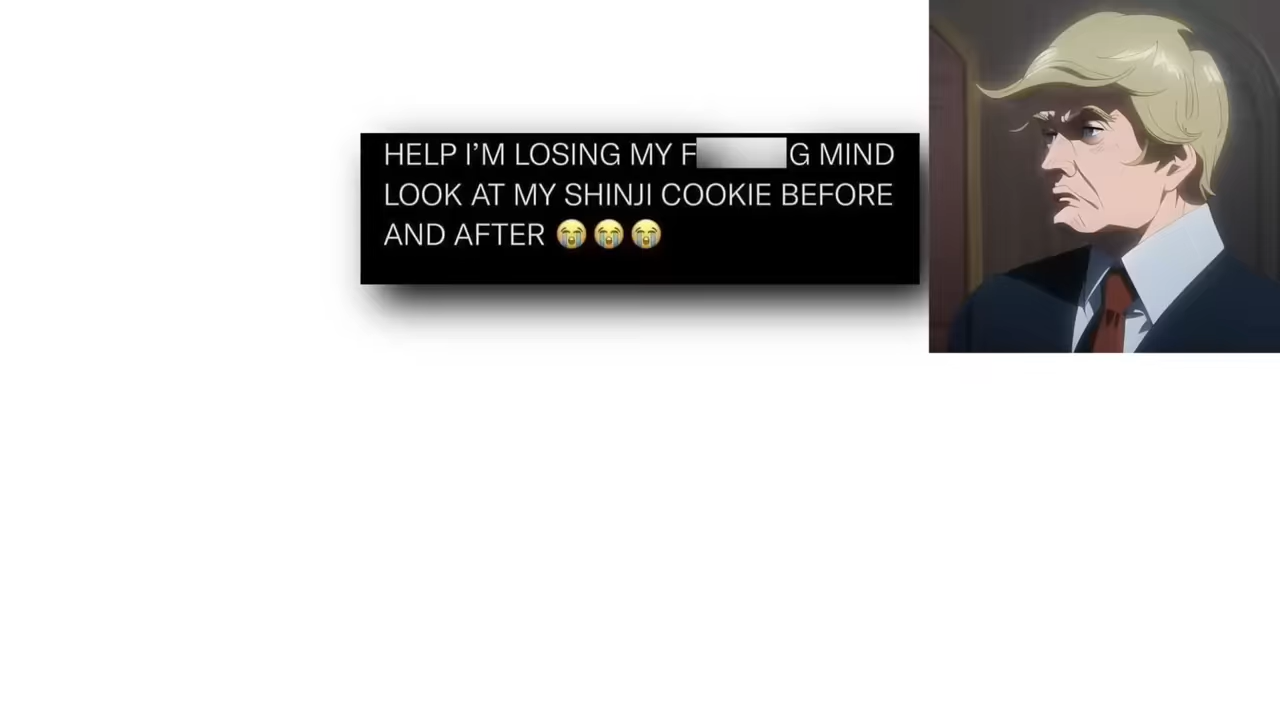 HELP I'M LOSING MY F G MIND
LOOK AT MY SHINJI COOKIE BEFORE
AND AFTER 😭😭😭